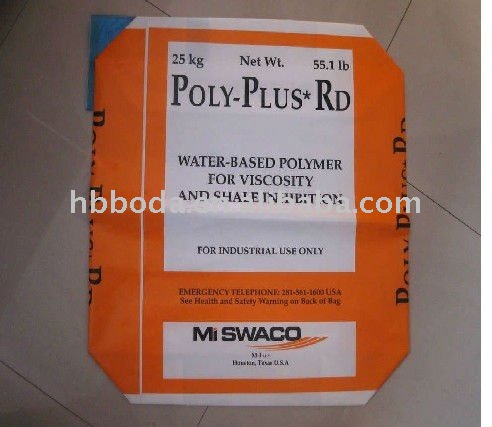 25 kg Net Wt. 55.1 lb
POLY-PLUS* RD
WATER-BASED POLYMER
FOR VISCOSITY
AND SHALE INHIBITION
hbboda. .com
FOR INDUSTRIAL USE ONLY
EMERGENCY TELEPHONE: 281-561-1600 USA
See Health and Safety Warning on Back of Bag
Mi SWACO
Houston, Texas U.S.A
POLY-PLUS* RD
POLY-PLUS* RD